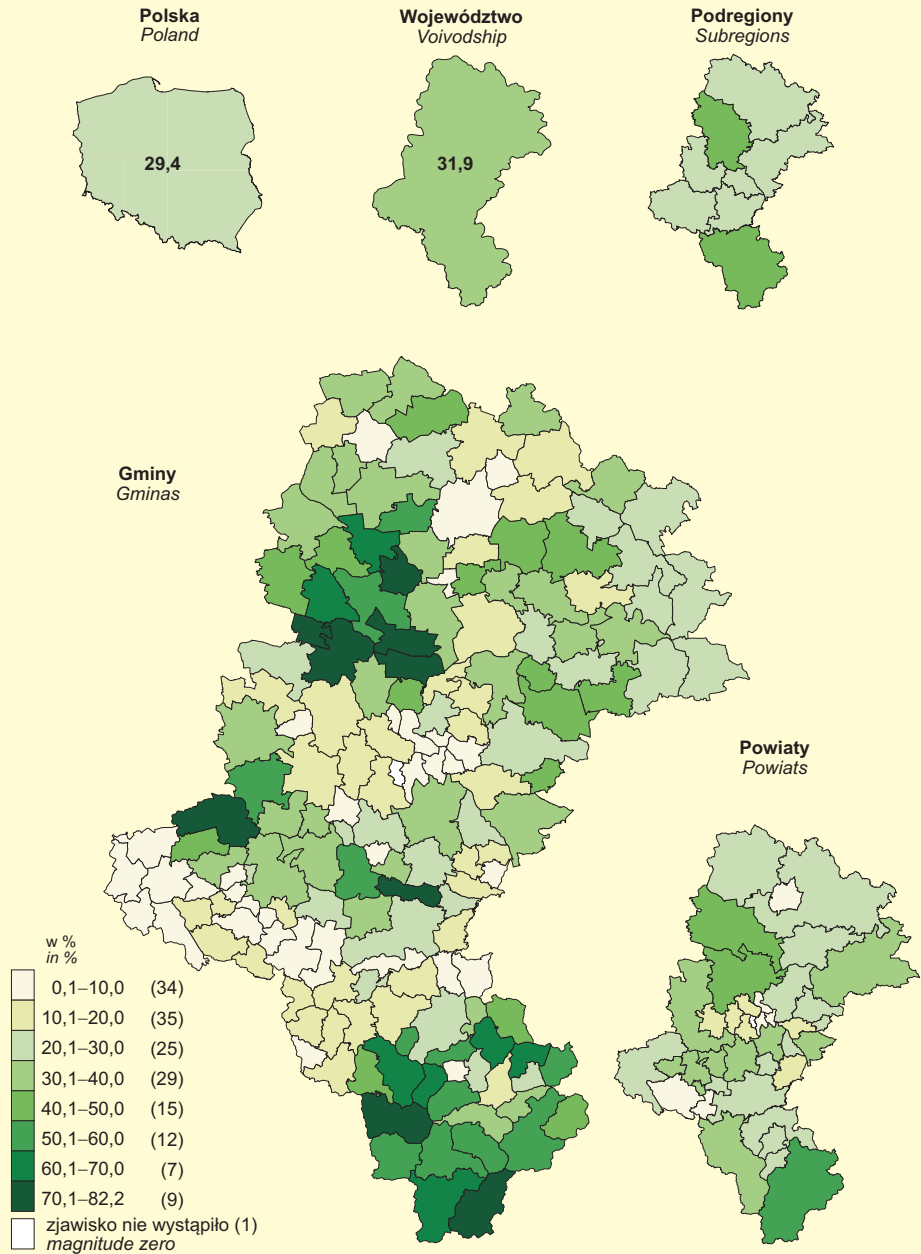 Polska
Poland
Województwo
Voivodship
Podregiony
Subregions
29,4
31,9
Gminy
Gminas
Powiaty
Powiats
w %
in %
0,1–10,0 (34)
10,1–20,0 (35)
20,1–30,0 (25)
30,1–40,0 (29)
40,1–50,0 (15)
50,1–60,0 (12)
60,1–70,0 (7)
70,1–82,2 (9)
zjawisko nie wystąpiło (1)
magnitude zero